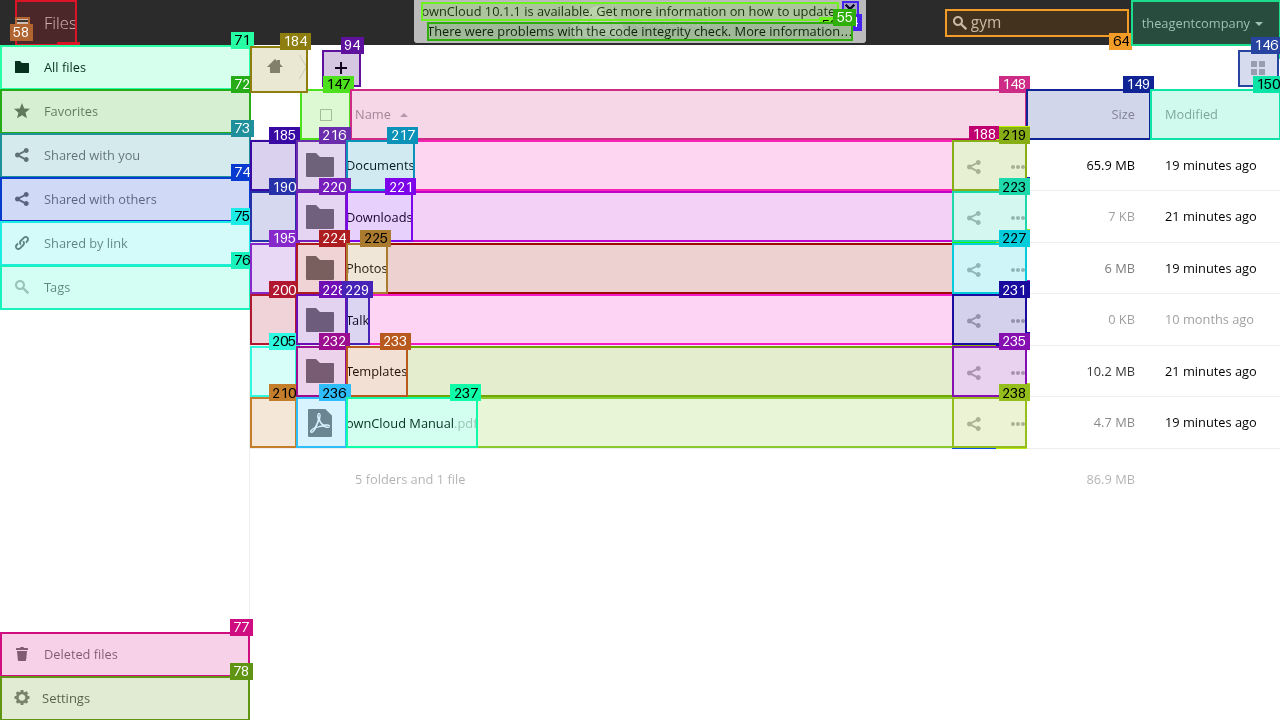 Files
ownCloud 10.1.1 is available. Get more information on how to update
There were problems with the code integrity check. More information...
gym
theagentcompany
58
55
64
71
184
94
146
All files
+
72
147
148
149
150
Favorites
Name
Size
Modified
73
185
216
217
188
219
Shared with you
Documents
65.9 MB
19 minutes ago
74
190
220
221
223
Shared with others
Downloads
7 KB
21 minutes ago
75
195
224
225
227
Shared by link
Photos
6 MB
19 minutes ago
76
200
228
229
231
Tags
Talk
0 KB
10 months ago
205
232
233
235
Templates
10.2 MB
21 minutes ago
210
236
237
238
ownCloud Manual.pdf
4.7 MB
19 minutes ago
5 folders and 1 file
86.9 MB
77
Deleted files
78
Settings